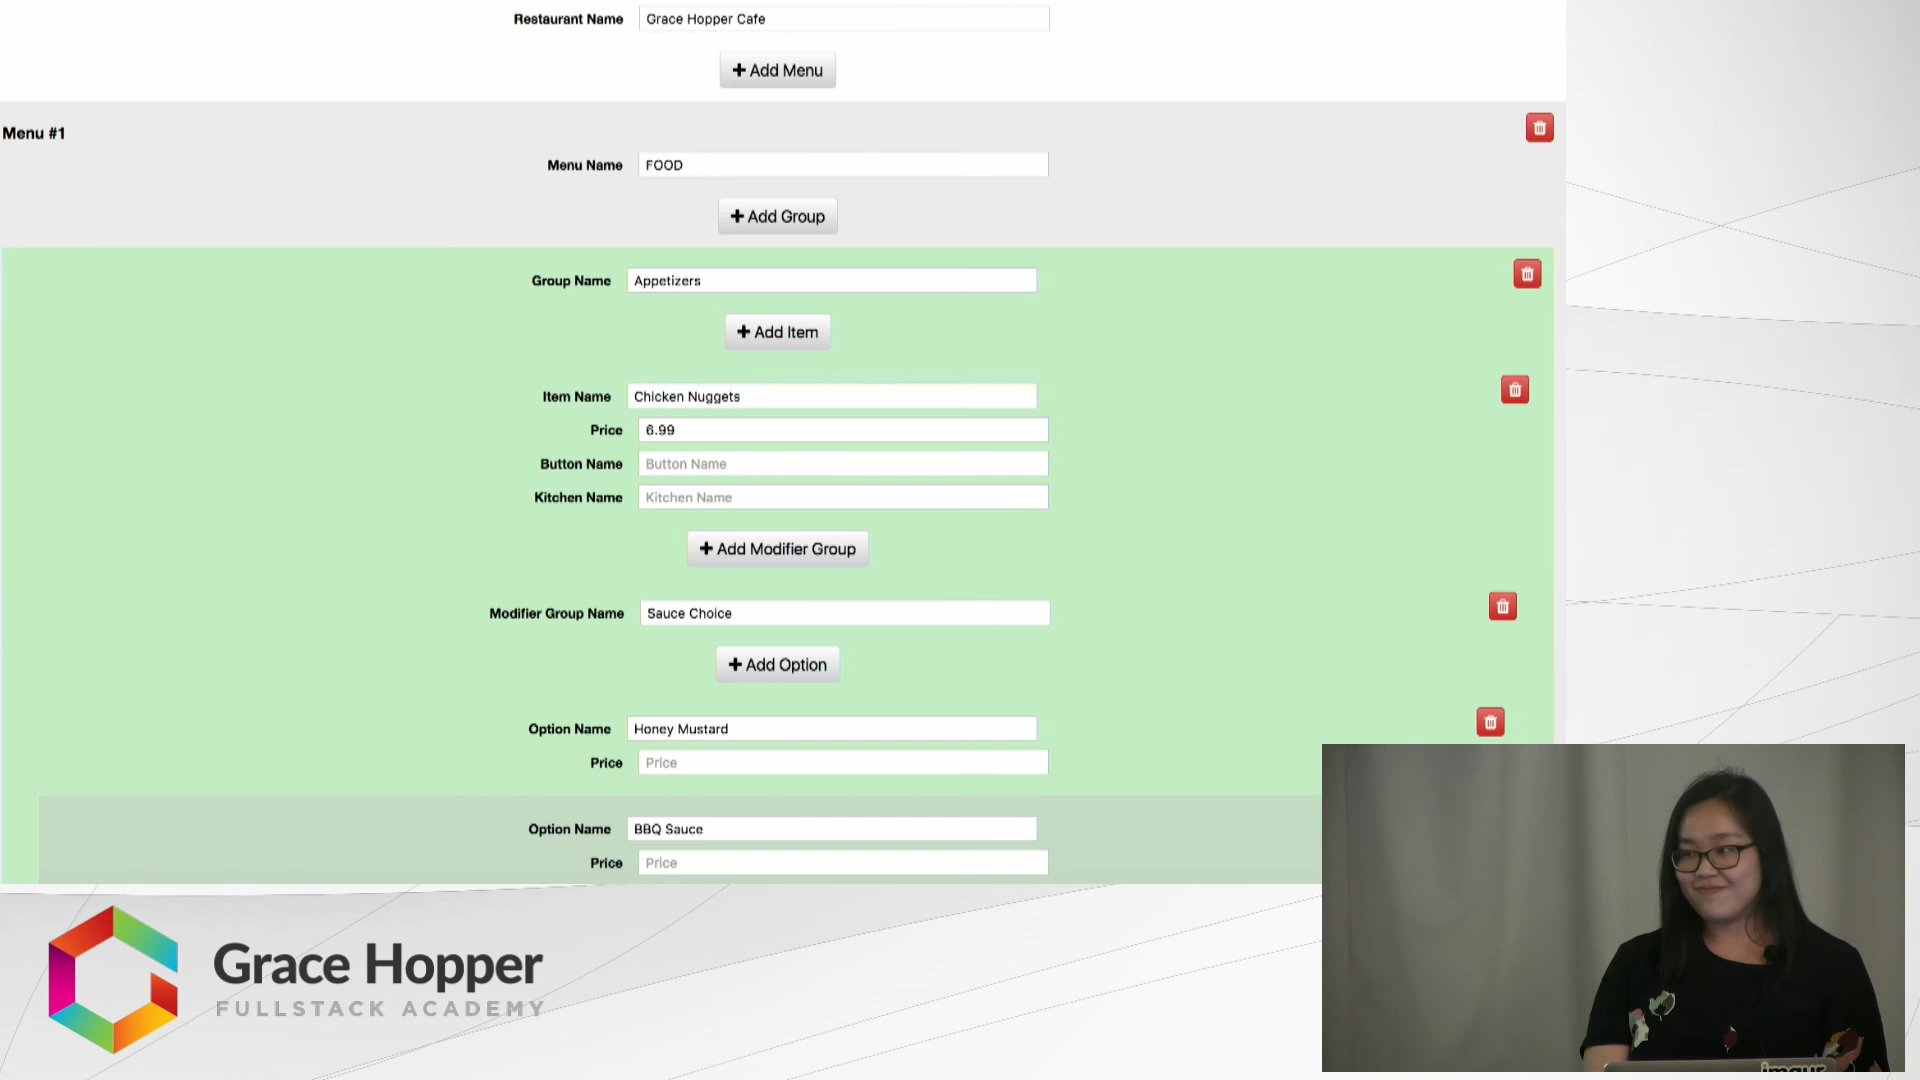 Restaurant Name Grace Hopper Cafe
Add Menu
Menu #1
Menu Name FOOD
Add Group
Group Name Appetizers
Add Item
Item Name Chicken Nuggets
Price 6.99
Button Name Button Name
Kitchen Name Kitchen Name
Add Modifier Group
Modifier Group Name Sauce Choice
Add Option
Option Name Honey Mustard
Price Price
Option Name BBQ Sauce
Price Price
Grace Hopper
FULLSTACK ACADEMY
imgur